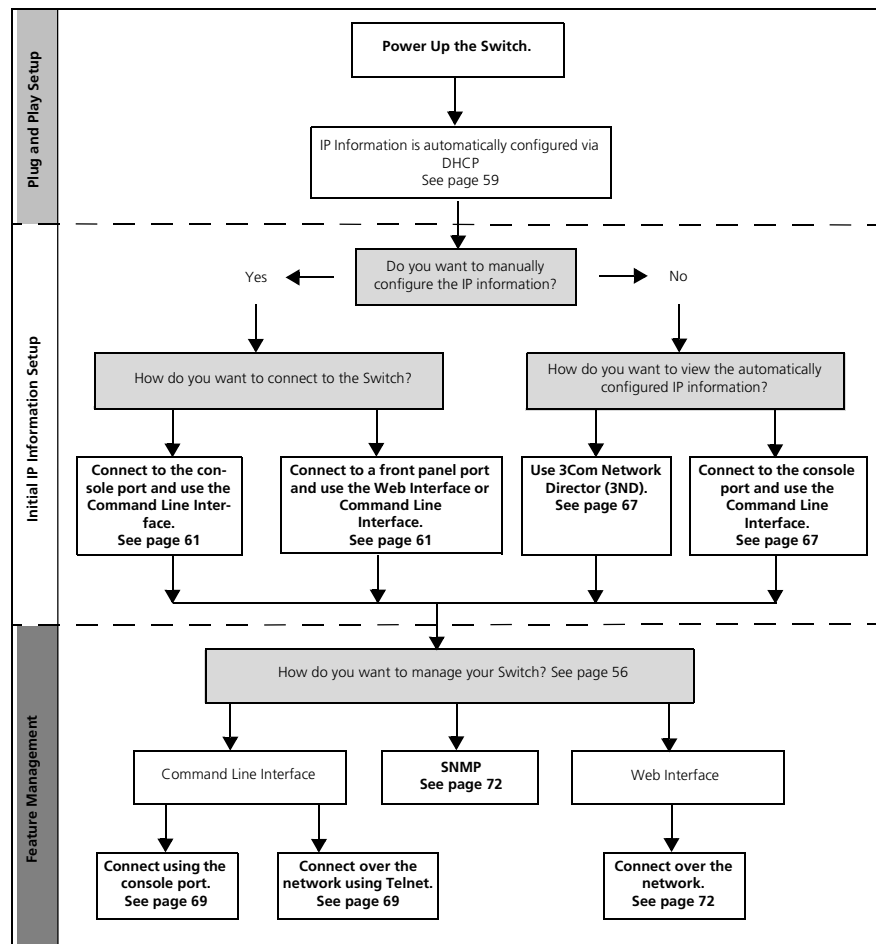 Plug and Play Setup
Power Up the Switch.
IP Information is automatically configured via
DHCP
See page 59
Initial IP Information Setup
Do you want to manually
configure the IP information?
Yes
No
How do you want to connect to the Switch?
How do you want to view the automatically
configured IP information?
Connect to the con-
sole port and use the
Command Line Inter-
face.
See page 61
Connect to a front panel port
and use the Web Interface or
Command Line
Interface.
See page 61
Use 3Com Network
Director (3ND).
See page 67
Connect to the console
port and use the
Command Line
Interface.
See page 67
Feature Management
How do you want to manage your Switch? See page 56
Command Line Interface
SNMP
See page 72
Web Interface
Connect using the
console port.
See page 69
Connect over the
network using Telnet.
See page 69
Connect over the
network.
See page 72